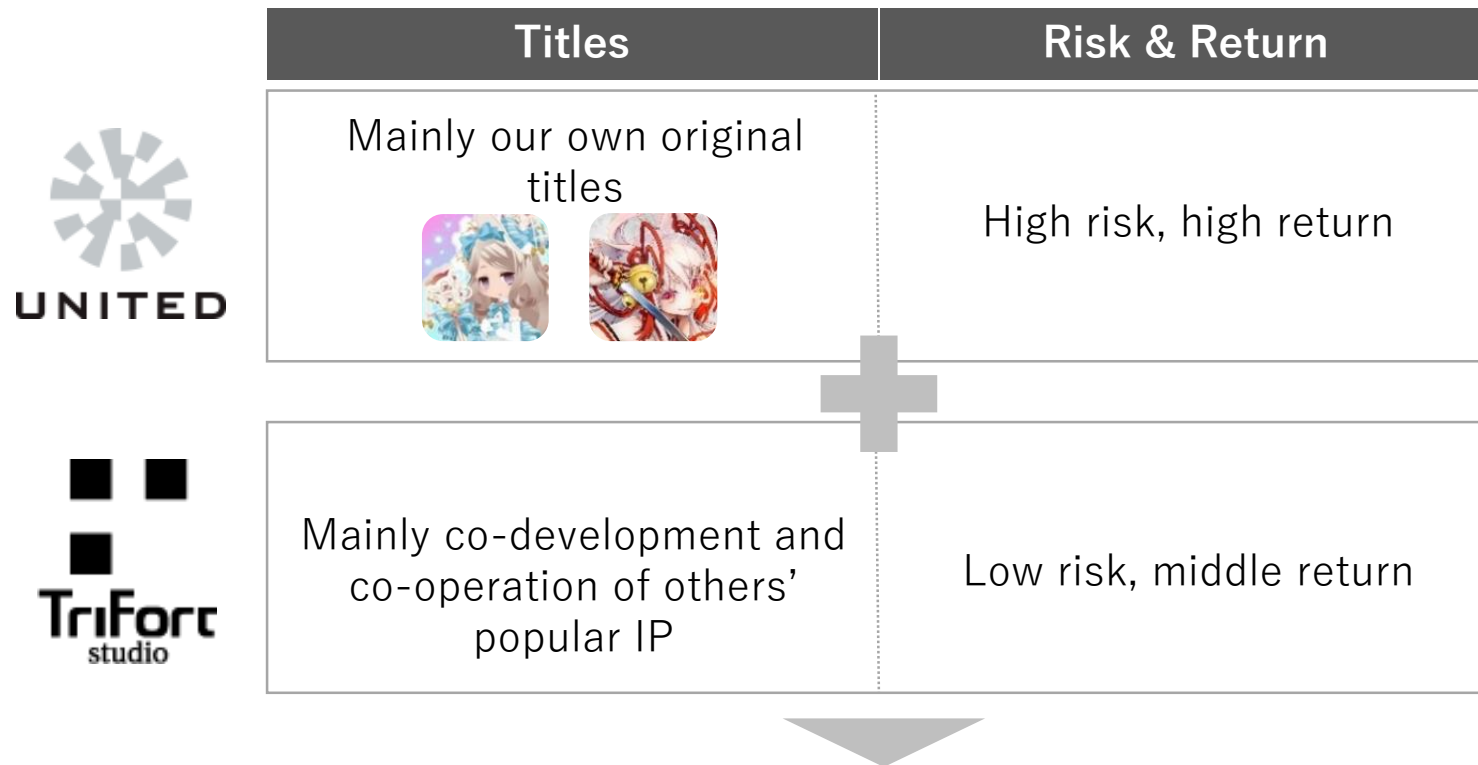 Titles
Risk & Return
UNITED
Mainly our own original
titles
High risk, high return
TriFort
studio
Mainly co-development and
co-operation of others’
popular IP
Low risk, middle return